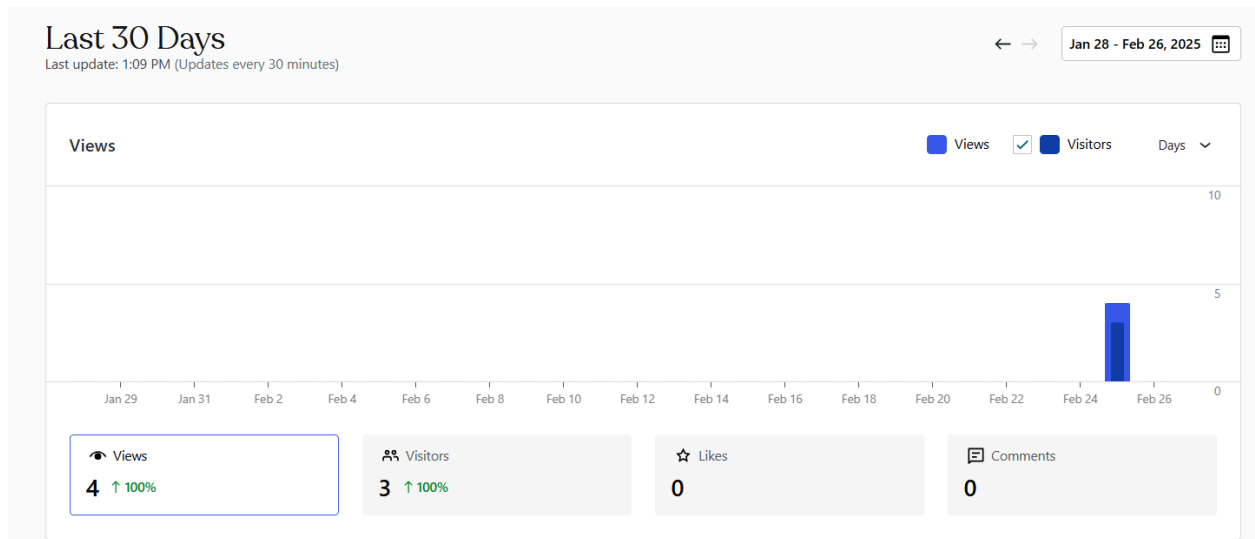 Last 30 Days
Last update: 1:09 PM (Updates every 30 minutes)
Jan 28 - Feb 26, 2025
Views
Views
Visitors
Days
10
5
0
Jan 29 Jan 31 Feb 2 Feb 4 Feb 6 Feb 8 Feb 10 Feb 12 Feb 14 Feb 16 Feb 18 Feb 20 Feb 22 Feb 24 Feb 26
Views
4 ↑ 100%
Visitors
3 ↑ 100%
Likes
0
Comments
0